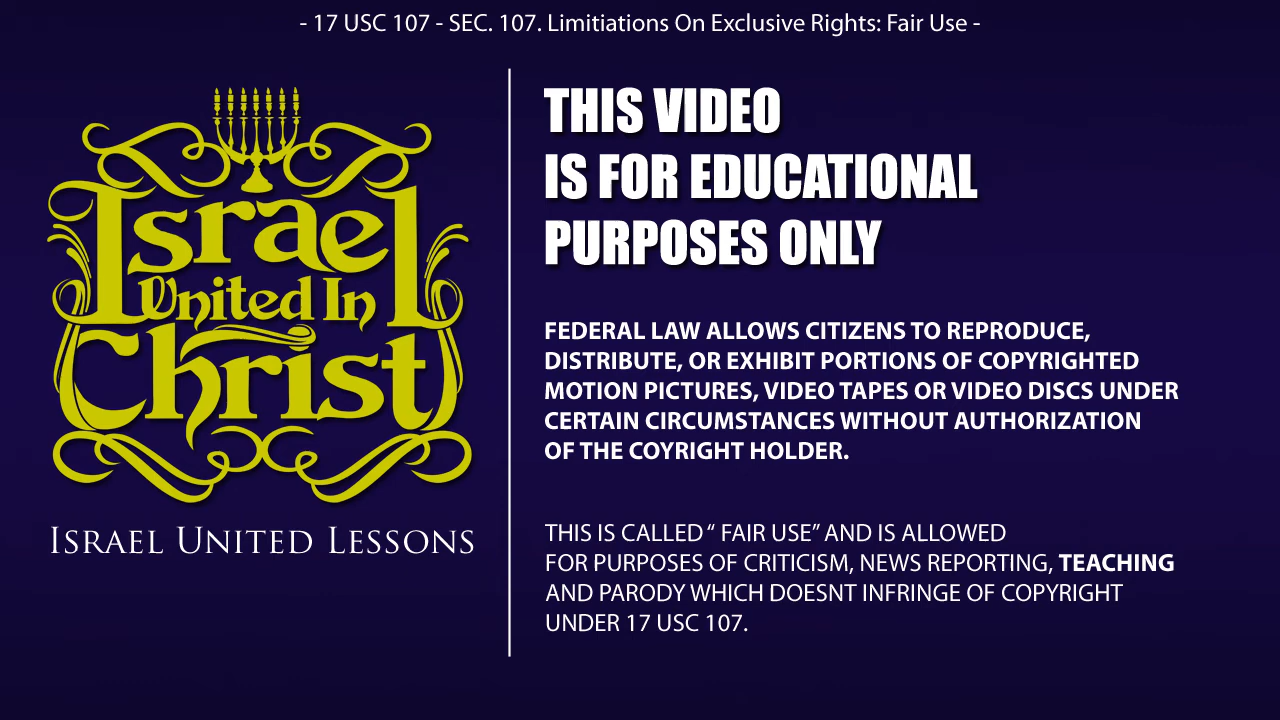 - 17 USC 107 - SEC. 107. Limitiations On Exclusive Rights: Fair Use -
Israel
United In
Christ
ISRAEL UNITED LESSONS
THIS VIDEO
IS FOR EDUCATIONAL
PURPOSES ONLY
FEDERAL LAW ALLOWS CITIZENS TO REPRODUCE,
DISTRIBUTE, OR EXHIBIT PORTIONS OF COPYRIGHTED
MOTION PICTURES, VIDEO TAPES OR VIDEO DISCS UNDER
CERTAIN CIRCUMSTANCES WITHOUT AUTHORIZATION
OF THE COYRIGHT HOLDER.
THIS IS CALLED “ FAIR USE” AND IS ALLOWED
FOR PURPOSES OF CRITICISM, NEWS REPORTING, TEACHING
AND PARODY WHICH DOESNT INFRINGE OF COPYRIGHT
UNDER 17 USC 107.